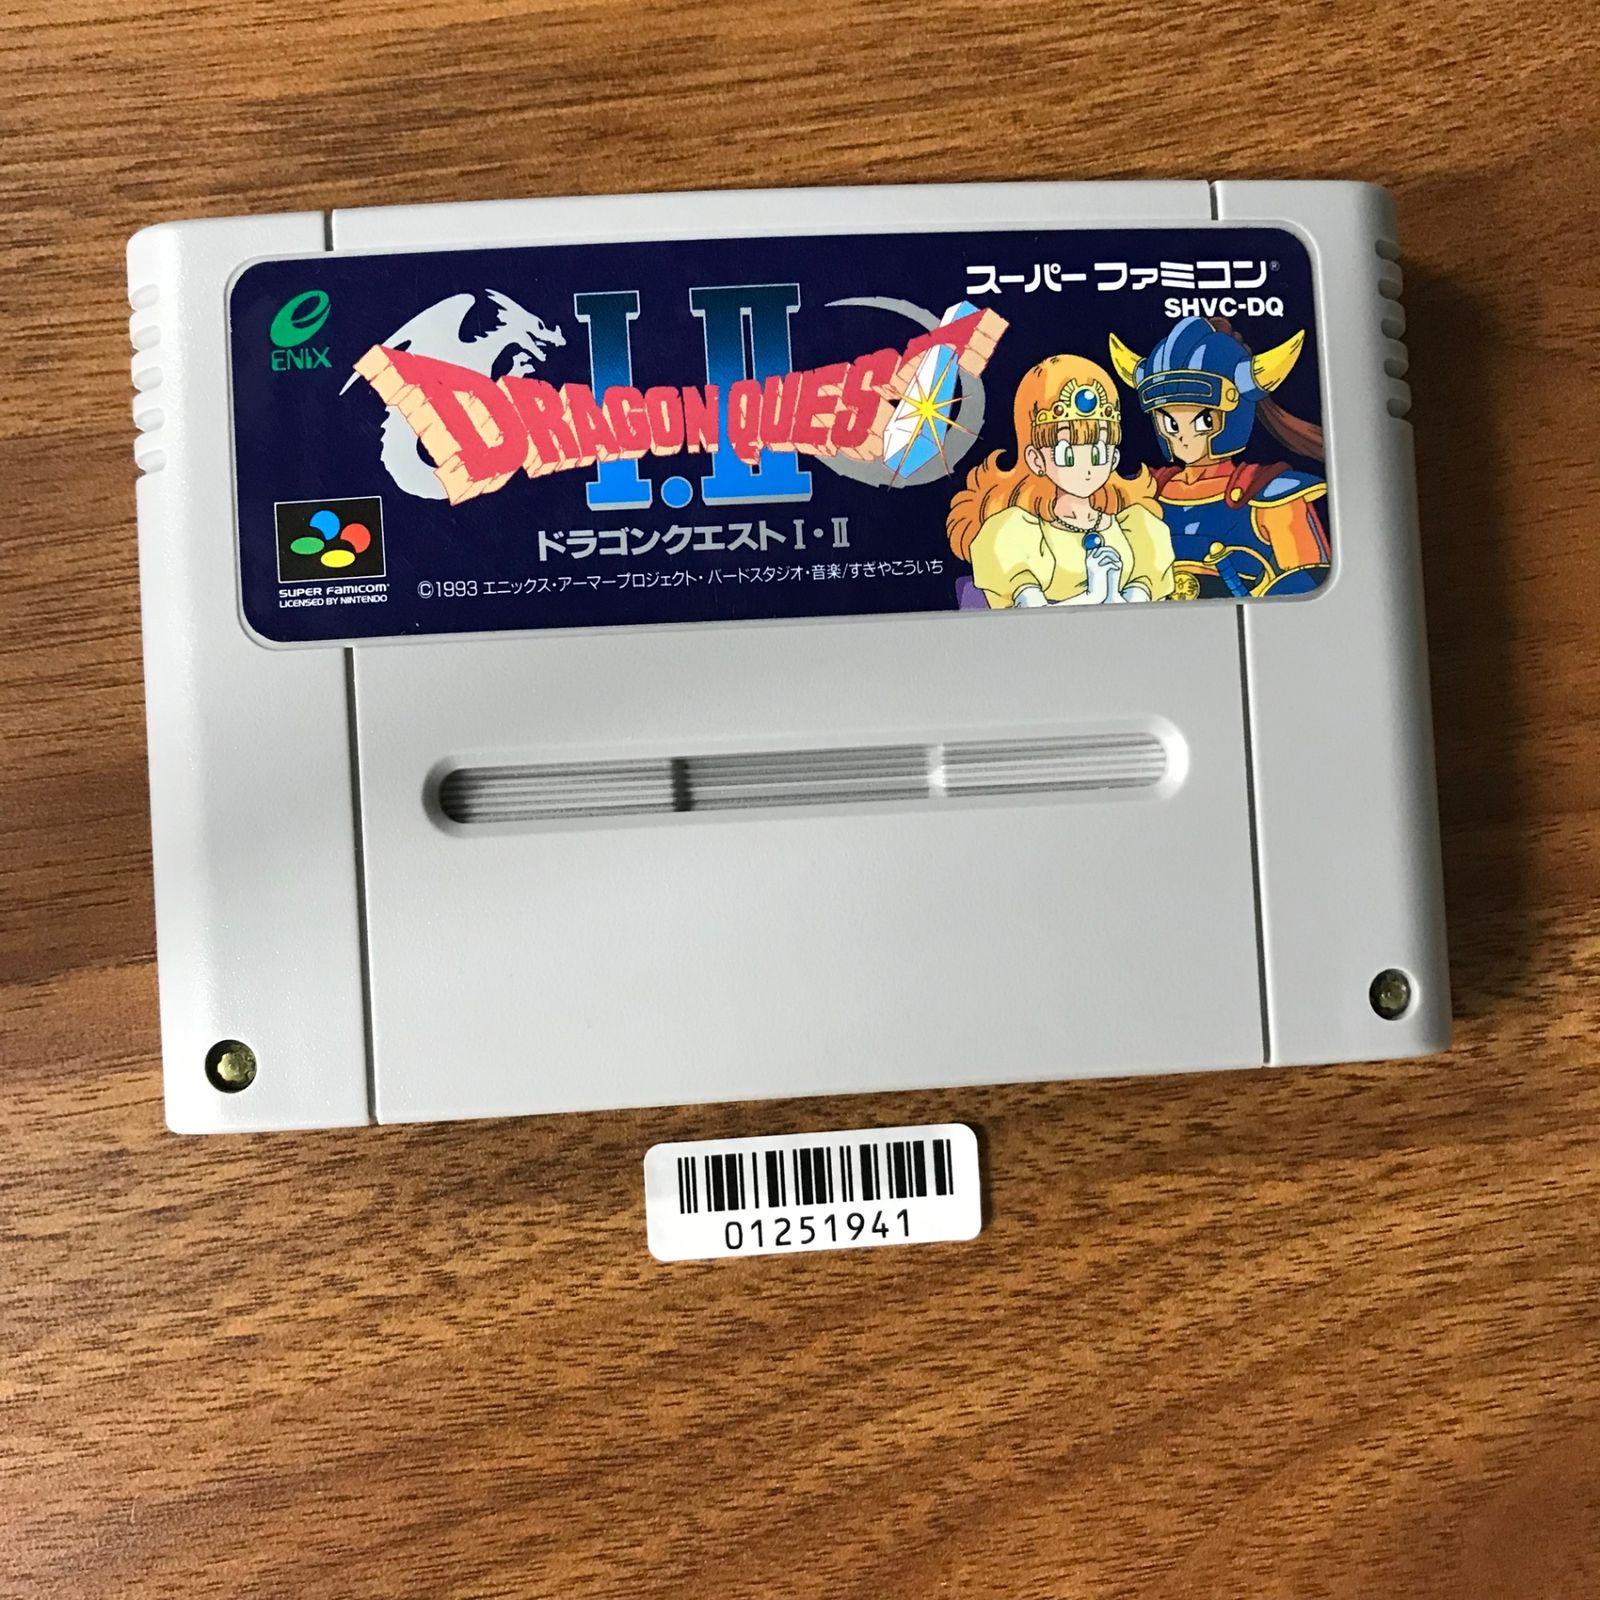 ENIX
スーパーファミコン®
SHVC-DQ
I・II
DRAGON QUEST
ドラゴンクエストI・II
SUPER FAMICOM
LICENSED BY NINTENDO
©1993 エニックス・アーマープロジェクト・バードスタジオ・音楽/すぎやこういち
01251941